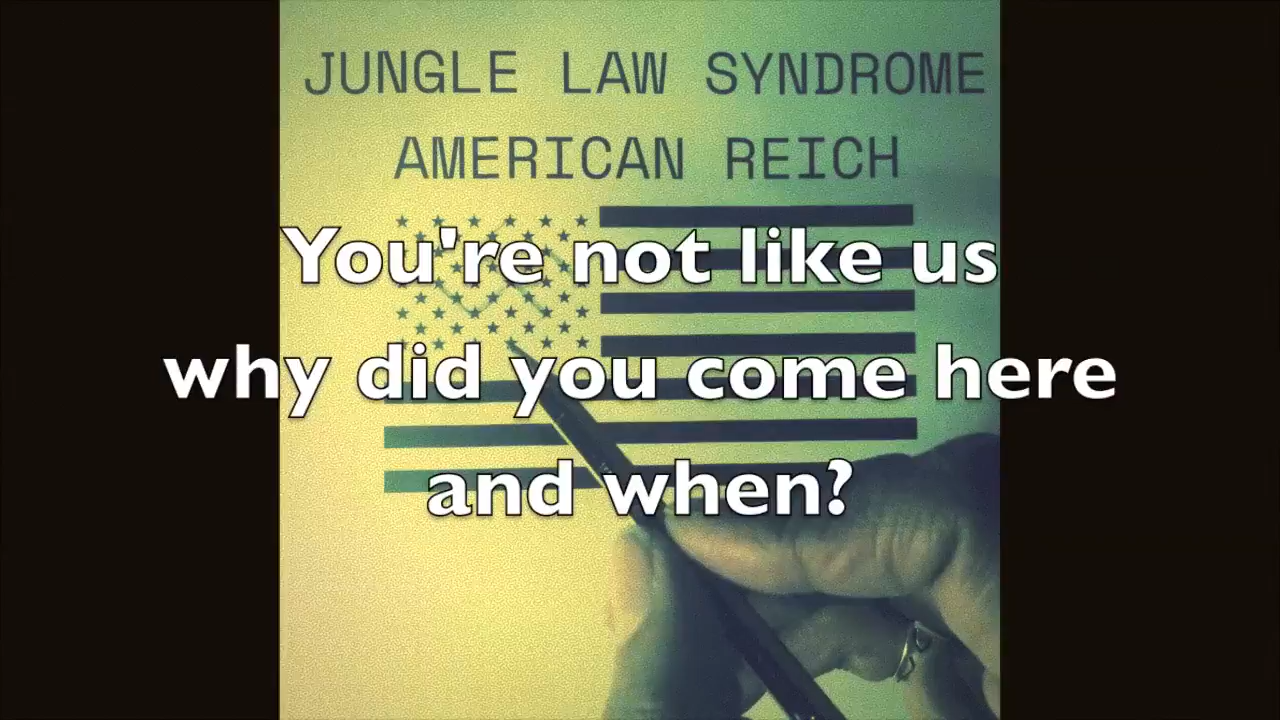 JUNGLE LAW SYNDROME
AMERICAN REICH
You're not like us
why did you come here
and when?